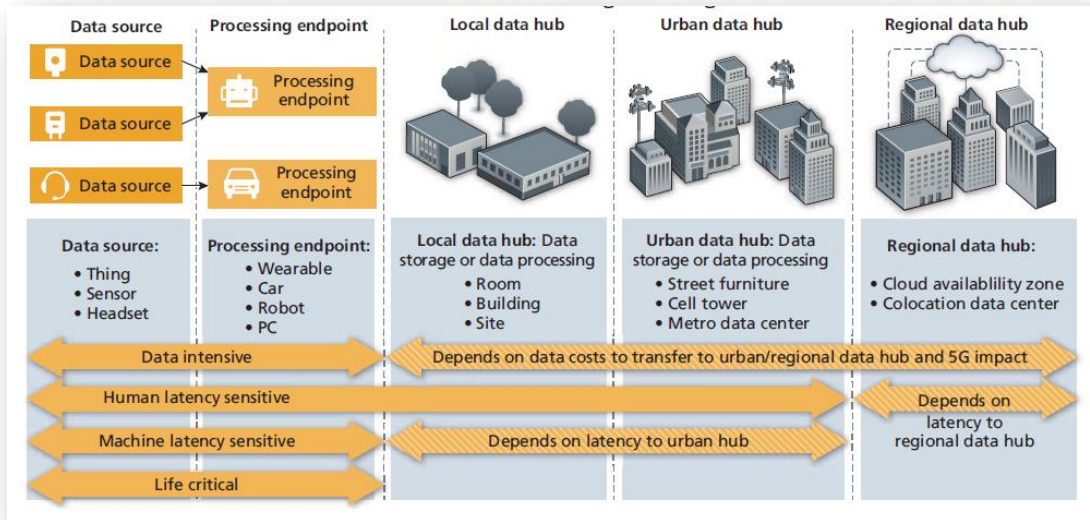 Data source
Processing endpoint
Local data hub
Urban data hub
Regional data hub
Data source
Data source
Data source
Processing
endpoint
Processing
endpoint
Data source:
• Thing
• Sensor
• Headset
Processing endpoint:
• Wearable
• Car
• Robot
• PC
Local data hub: Data
storage or data processing
• Room
• Building
• Site
Urban data hub: Data
storage or data processing
• Street furniture
• Cell tower
• Metro data center
Regional data hub:
• Cloud availablility zone
• Colocation data center
Data intensive
Depends on data costs to transfer to urban/regional data hub and 5G impact
Human latency sensitive
Depends on
latency to
regional data hub
Machine latency sensitive
Depends on latency to urban hub
Life critical